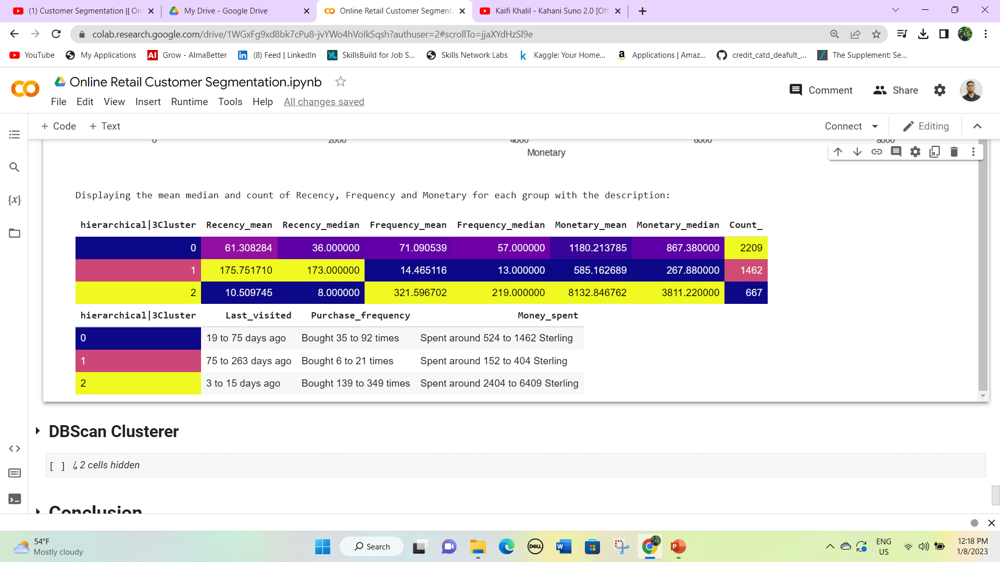 (1) Customer Segmentation || On
My Drive - Google Drive
Online Retail Customer Segmenta
Kaifi Khalil - Kahani Suno 2.0 [Off
colab.research.google.com/drive/1WGxFg9xd8bk7cPu8-jvYWo4hVoIkSqsh?authuser=2#scrollTo=jjaXYdHzSl9e
YouTube
My Applications
AI Grow - AlmaBetter
in (8) Feed | LinkedIn
SkillsBuild for Job S...
Skills Network Labs
k Kaggle: Your Home...
a Applications | Amaz...
credit_catd_deafult_...
The Supplement: Se...
Online Retail Customer Segmentation.ipynb
Comment
Share
File Edit View Insert Runtime Tools Help All changes saved
+ Code + Text
Connect
Editing
0 2000 4000 6000 8000
Monetary
Displaying the mean median and count of Recency, Frequency and Monetary for each group with the description:
hierarchical|3Cluster Recency_mean Recency_median Frequency_mean Frequency_median Monetary_mean Monetary_median Count_
0 61.308284 36.000000 71.090539 57.000000 1180.213785 867.380000 2209
1 175.751710 173.000000 14.465116 13.000000 585.162689 267.880000 1462
2 10.509745 8.000000 321.596702 219.000000 8132.846762 3811.220000 667
hierarchical|3Cluster Last_visited Purchase_frequency Money_spent
0 19 to 75 days ago Bought 35 to 92 times Spent around 524 to 1462 Sterling
1 75 to 263 days ago Bought 6 to 21 times Spent around 152 to 404 Sterling
2 3 to 15 days ago Bought 139 to 349 times Spent around 2404 to 6409 Sterling
{x}
DBScan Clusterer
[ ] ↳ 2 cells hidden
Conclusion
54°F
Mostly cloudy
Search
DELL
W
P
ENG
US
12:18 PM
1/8/2023